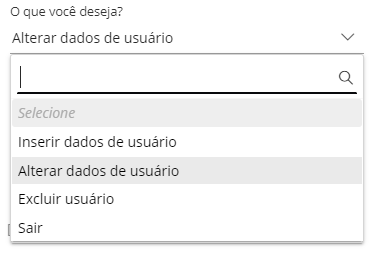 O que você deseja?
Alterar dados de usuário
Selecione
Inserir dados de usuário
Alterar dados de usuário
Excluir usuário
Sair